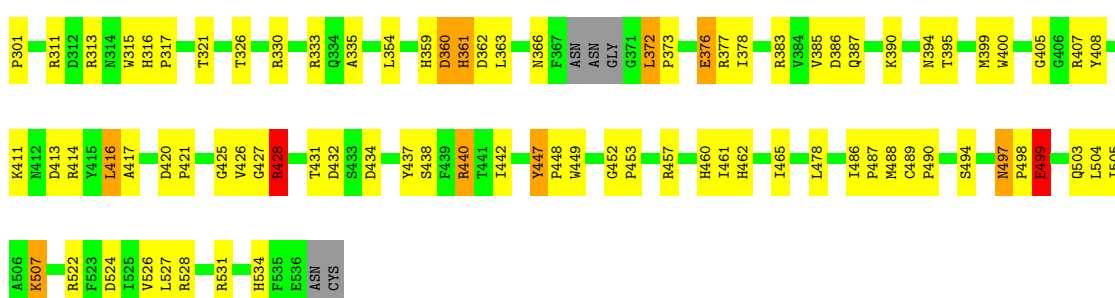 P301 R311 D312 R313 N314 W315 H316 P317 T321 T326 R330 R333 Q334 A335 L354 H359 D360 H361 D362 L363 N366 F367 ASN ASN GLY G371 L372 P373 E376 R377 I378 R383 V384 V385 D386 Q387 K390 N394 T395 M399 W400 G405 G406 R407 Y408
K411 N412 D413 R414 Y415 L416 A417 D420 P421 G425 V426 G427 R428 T431 D432 S433 D434 Y437 S438 F439 R440 T441 I442 Y447 P448 W449 G452 P453 R457 H460 I461 H462 I465 L478 I486 P487 M488 C489 P490 S494 N497 P498 E499 Q503 L504 I505
A506 K507 R522 F523 D524 I525 V526 L527 R528 R531 H534 F535 E536 ASN CYS